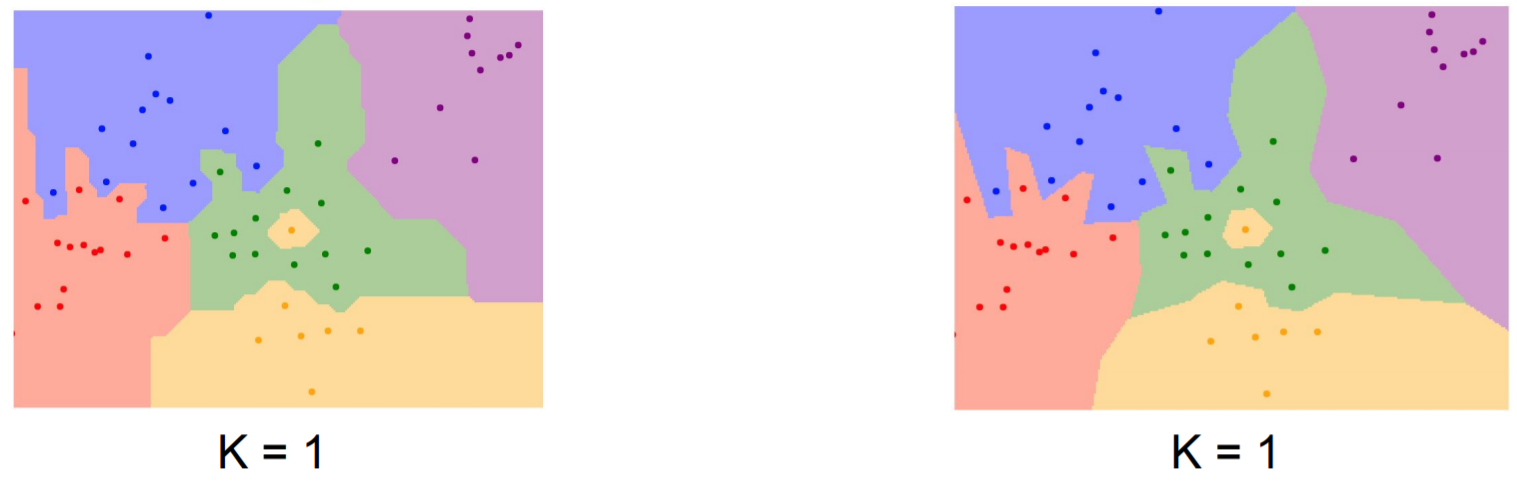 K = 1
K = 1